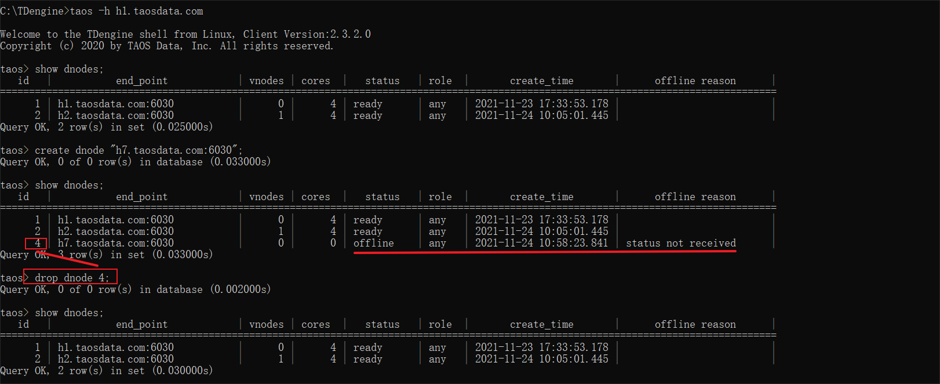 C:\TDengine>taos -h h1.taosdata.com
Welcome to the TDengine shell from Linux, Client Version:2.3.2.0
Copyright (c) 2020 by TAOS Data, Inc. All rights reserved.
taos> show dnodes;
id | end_point | vnodes | cores | status | role | create_time | offline reason |
======================================================================================================================================
1 | h1.taosdata.com:6030 | 0 | 4 | ready | any | 2021-11-23 17:33:53.178 | |
2 | h2.taosdata.com:6030 | 1 | 4 | ready | any | 2021-11-24 10:05:01.445 | |
Query OK, 2 row(s) in set (0.025000s)
taos> create dnode "h7.taosdata.com:6030";
Query OK, 0 of 0 row(s) in database (0.033000s)
taos> show dnodes;
id | end_point | vnodes | cores | status | role | create_time | offline reason |
======================================================================================================================================
1 | h1.taosdata.com:6030 | 0 | 4 | ready | any | 2021-11-23 17:33:53.178 | |
2 | h2.taosdata.com:6030 | 1 | 4 | ready | any | 2021-11-24 10:05:01.445 | |
4 | h7.taosdata.com:6030 | 0 | 0 | offline | any | 2021-11-24 10:58:23.841 | status not received |
Query OK, 3 row(s) in set (0.033000s)
taos> drop dnode 4;
Query OK, 0 of 0 row(s) in database (0.002000s)
taos> show dnodes;
id | end_point | vnodes | cores | status | role | create_time | offline reason |
======================================================================================================================================
1 | h1.taosdata.com:6030 | 0 | 4 | ready | any | 2021-11-23 17:33:53.178 | |
2 | h2.taosdata.com:6030 | 1 | 4 | ready | any | 2021-11-24 10:05:01.445 | |
Query OK, 2 row(s) in set (0.030000s)